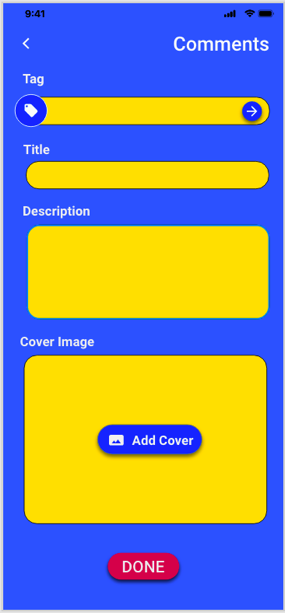 9:41
Comments
Tag
Title
Description
Cover Image
Add Cover
DONE